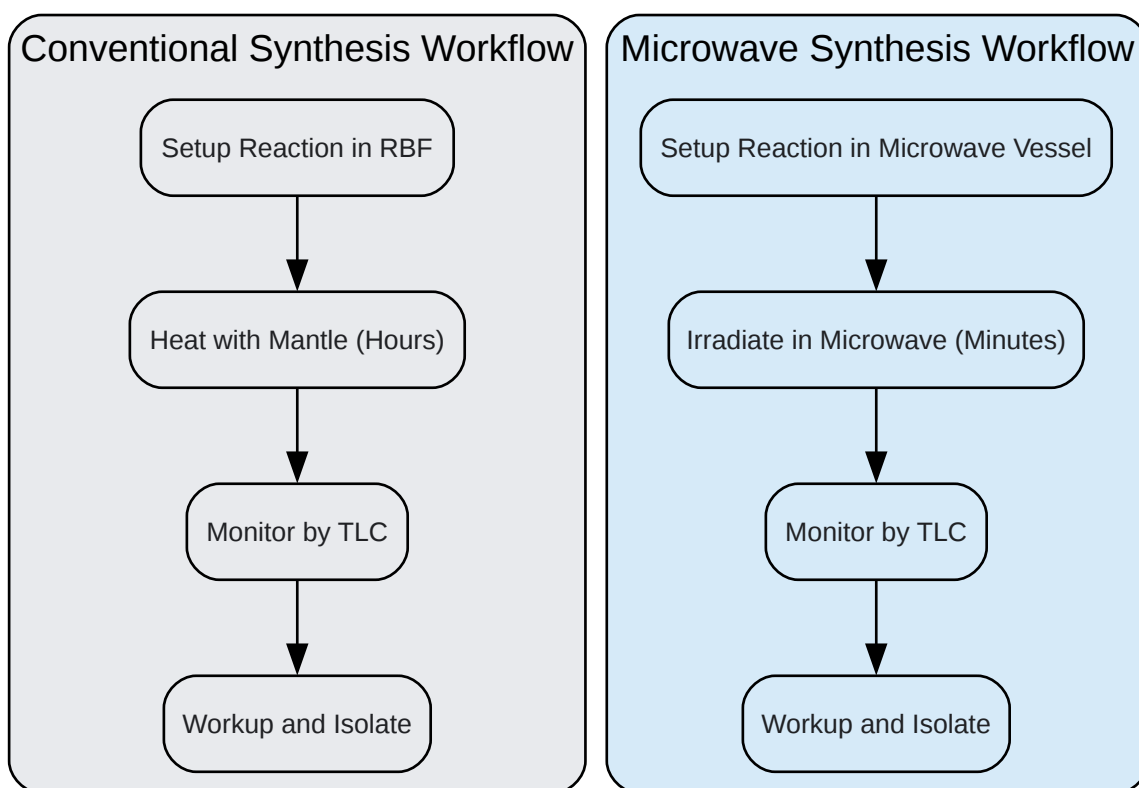 Conventional Synthesis Workflow
Setup Reaction in RBF
Heat with Mantle (Hours)
Monitor by TLC
Workup and Isolate
Microwave Synthesis Workflow
Setup Reaction in Microwave Vessel
Irradiate in Microwave (Minutes)
Monitor by TLC
Workup and Isolate